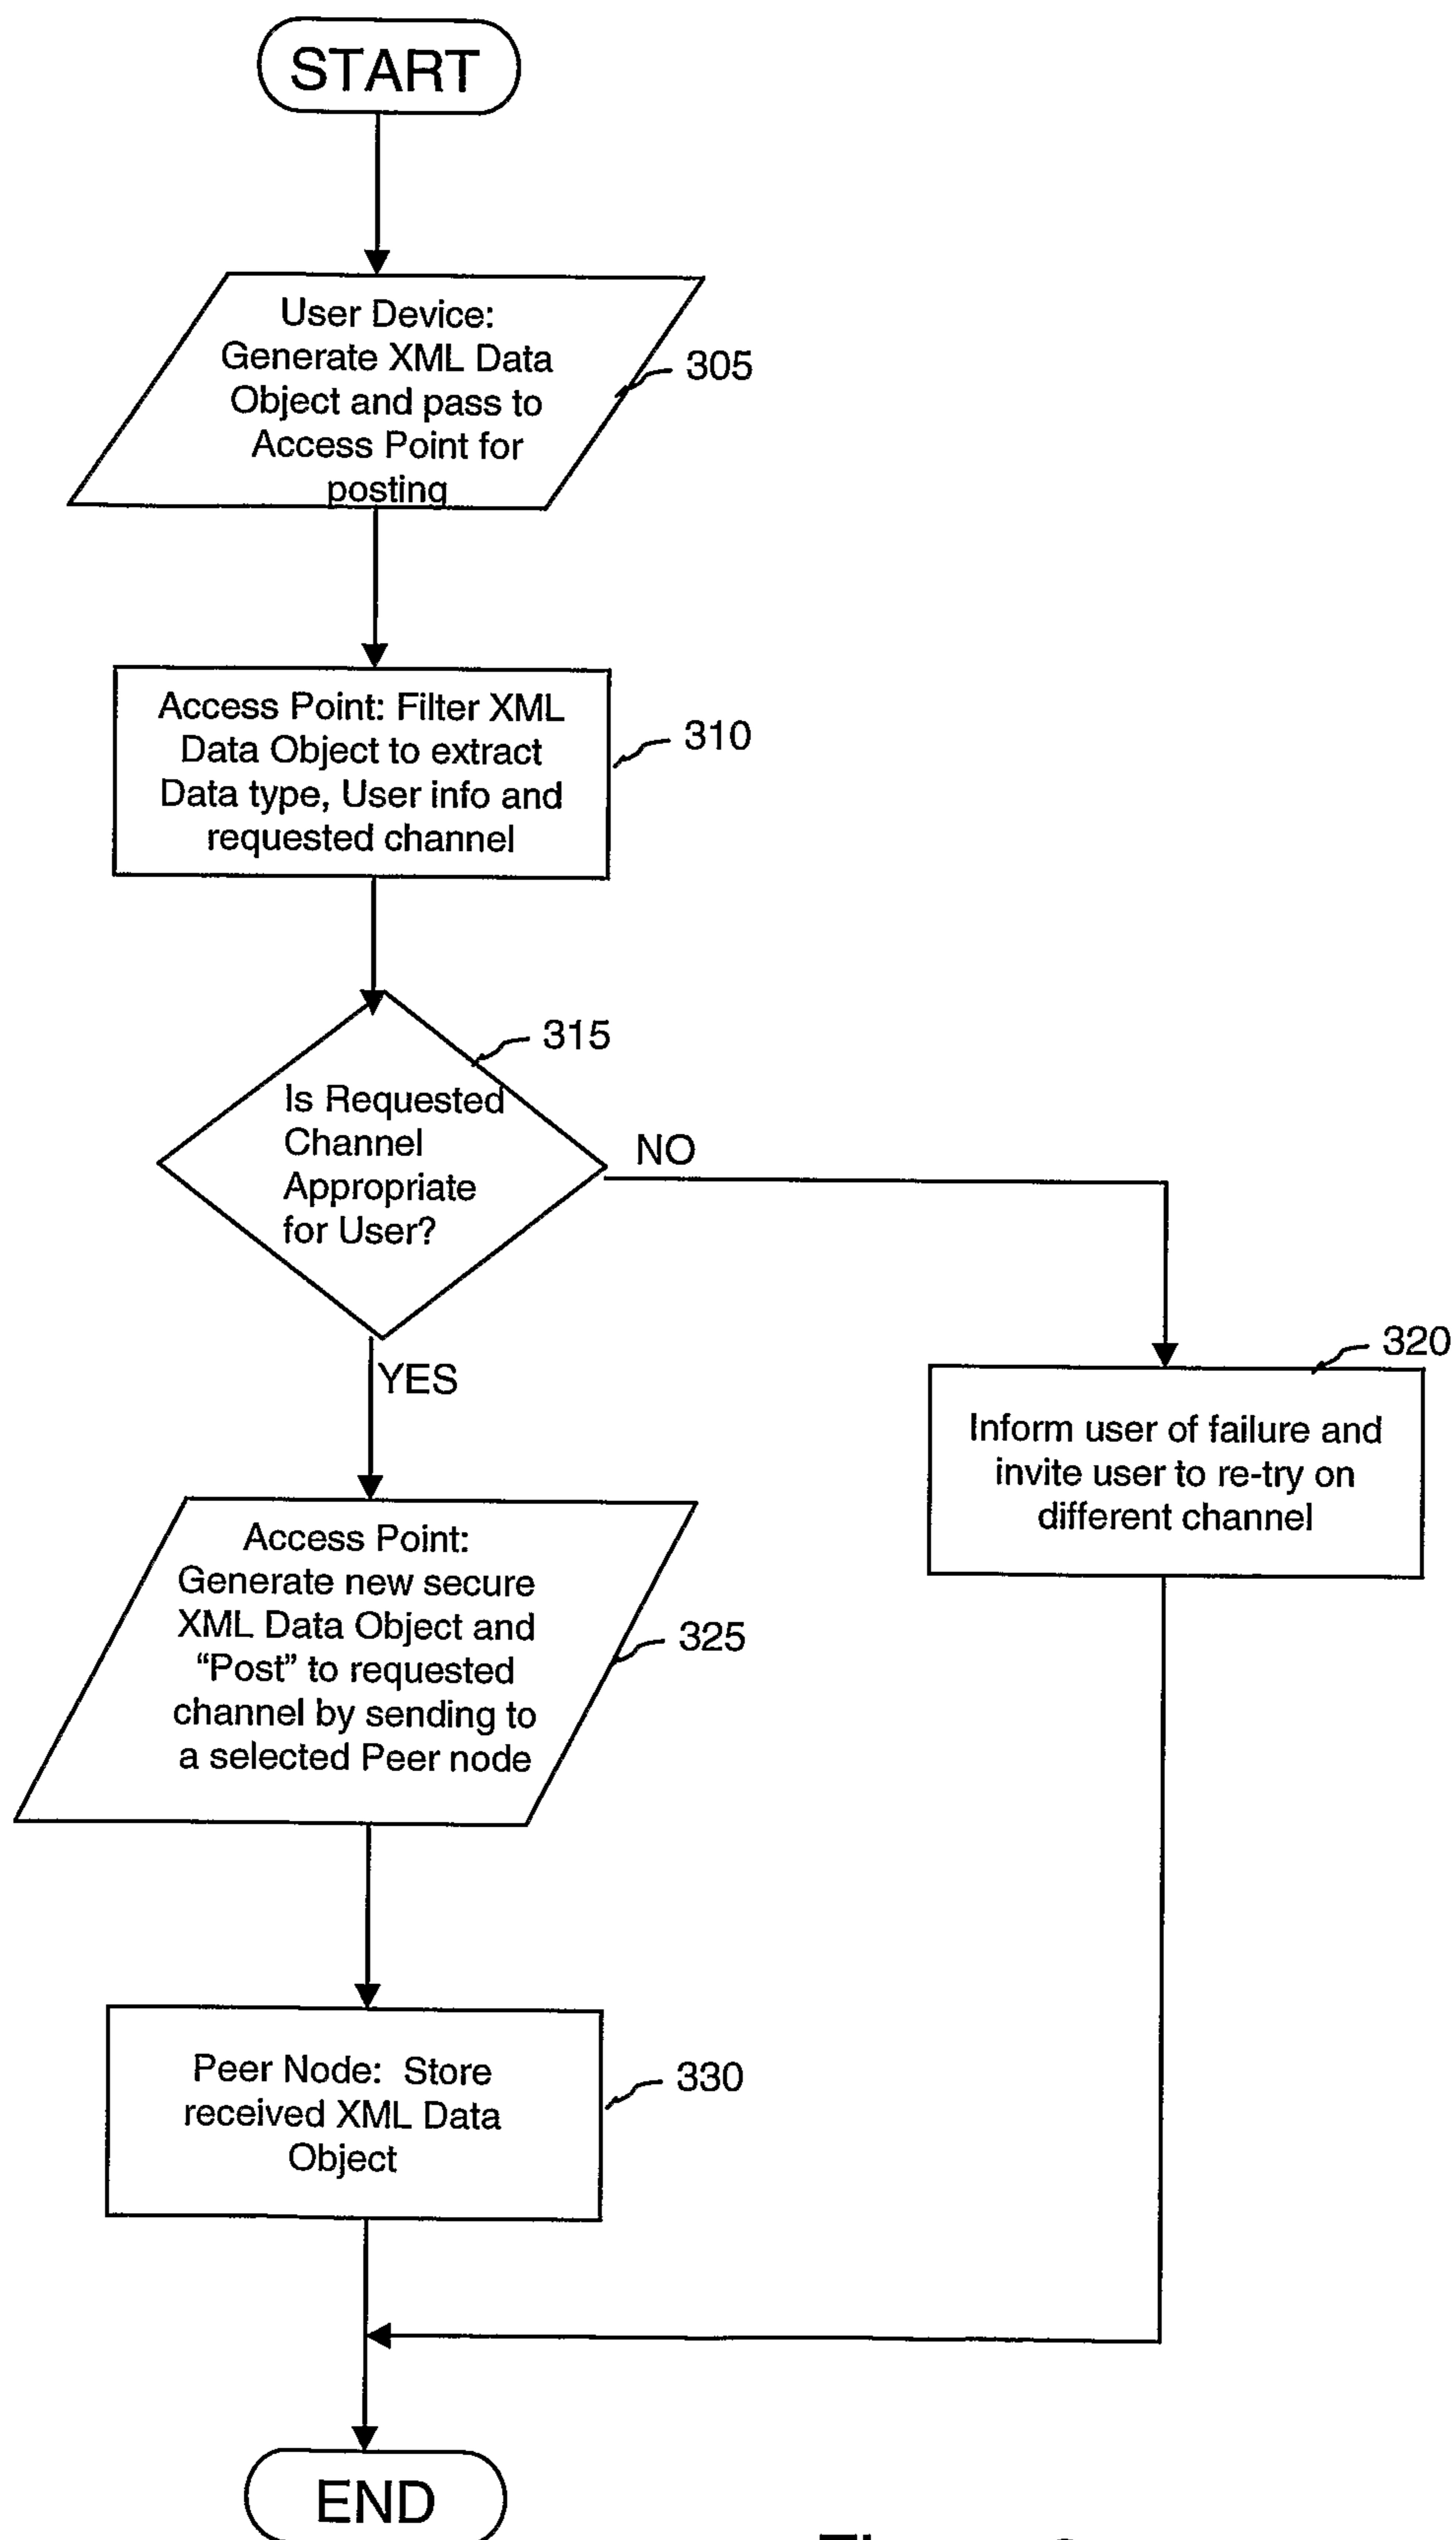 START
User Device:
Generate XML Data
Object and pass to
Access Point for
posting
305
Access Point: Filter XML
Data Object to extract
Data type, User info and
requested channel
310
315
Is Requested
Channel
Appropriate
for User?
NO
YES
320
Inform user of failure and
invite user to re-try on
different channel
Access Point:
Generate new secure
XML Data Object and
“Post” to requested
channel by sending to
a selected Peer node
325
Peer Node: Store
received XML Data
Object
330
END